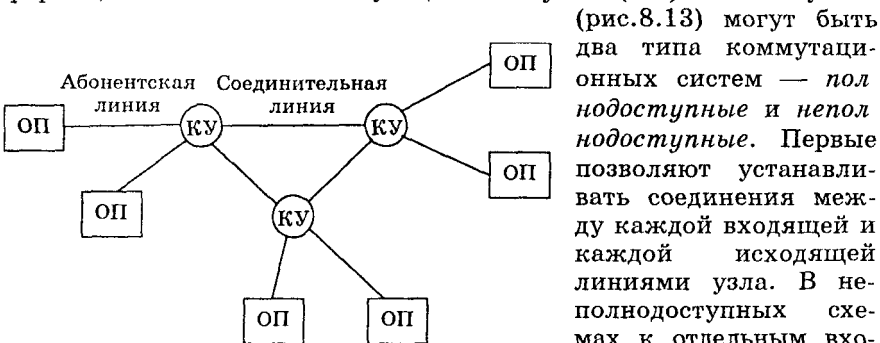 (рис.8.13) могут быть
два типа коммутаци-
онных систем — пол
нодоступные и непол
нодоступные. Первые
позволяют устанавли-
вать соединения меж-
ду каждой входящей и
каждой исходящей
линиями узла. В не-
полнодоступных схе-
мах к отдельным вхо-
Абонентская
линия
Соединительная
линия
ОП
ОП
КУ
КУ
ОП
ОП
КУ
ОП
ОП